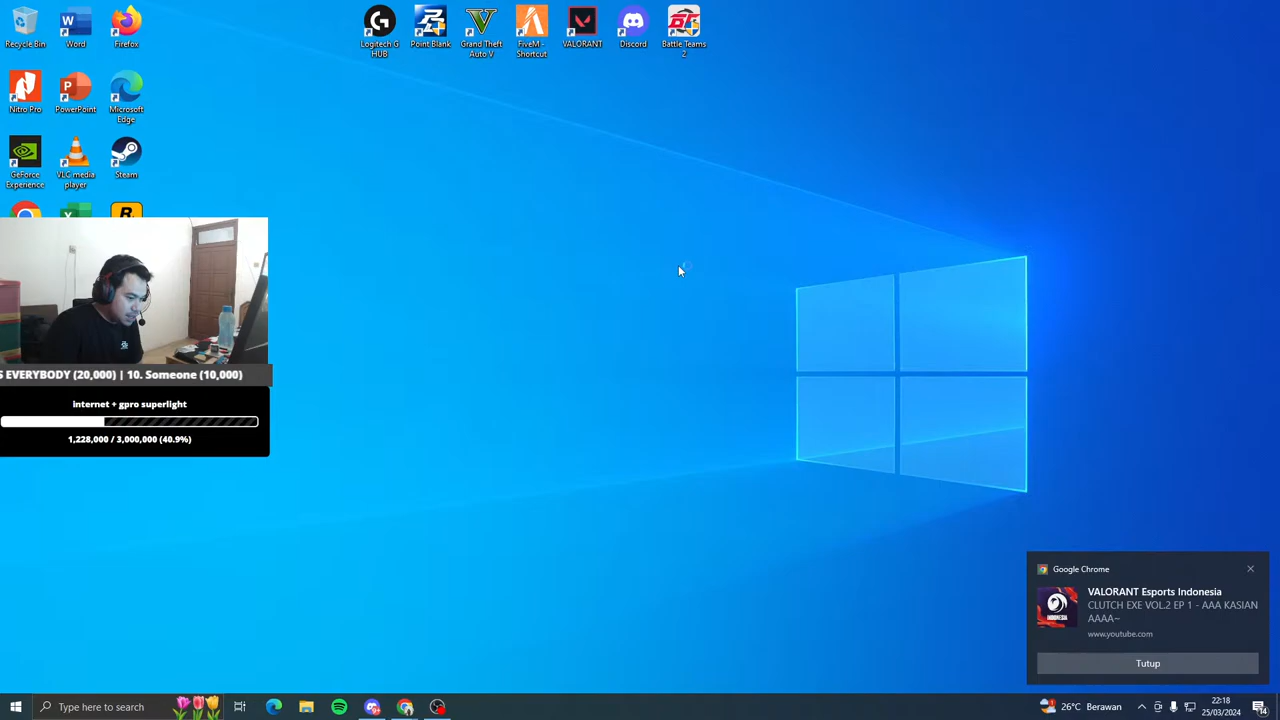 Recycle Bin
Word
Firefox
Logitech G
HUB
Point Blank
Grand Theft
Auto V
FiveM -
Shortcut
VALORANT
Discord
Battle Teams
2
Nitro Pro
PowerPoint
Microsoft
Edge
GeForce
Experience
VLC media
player
Steam
S EVERYBODY (20,000) | 10. Someone (10,000)
internet + gpro superlight
1,228,000 / 3,000,000 (40.9%)
Google Chrome
VALORANT Esports Indonesia
CLUTCH EXE VOL.2 EP 1 - AAA KASIAN
AAAA~
www.youtube.com
INDONESIA
Tutup
Type here to search
26°C Berawan
22:18
25/03/2024
14